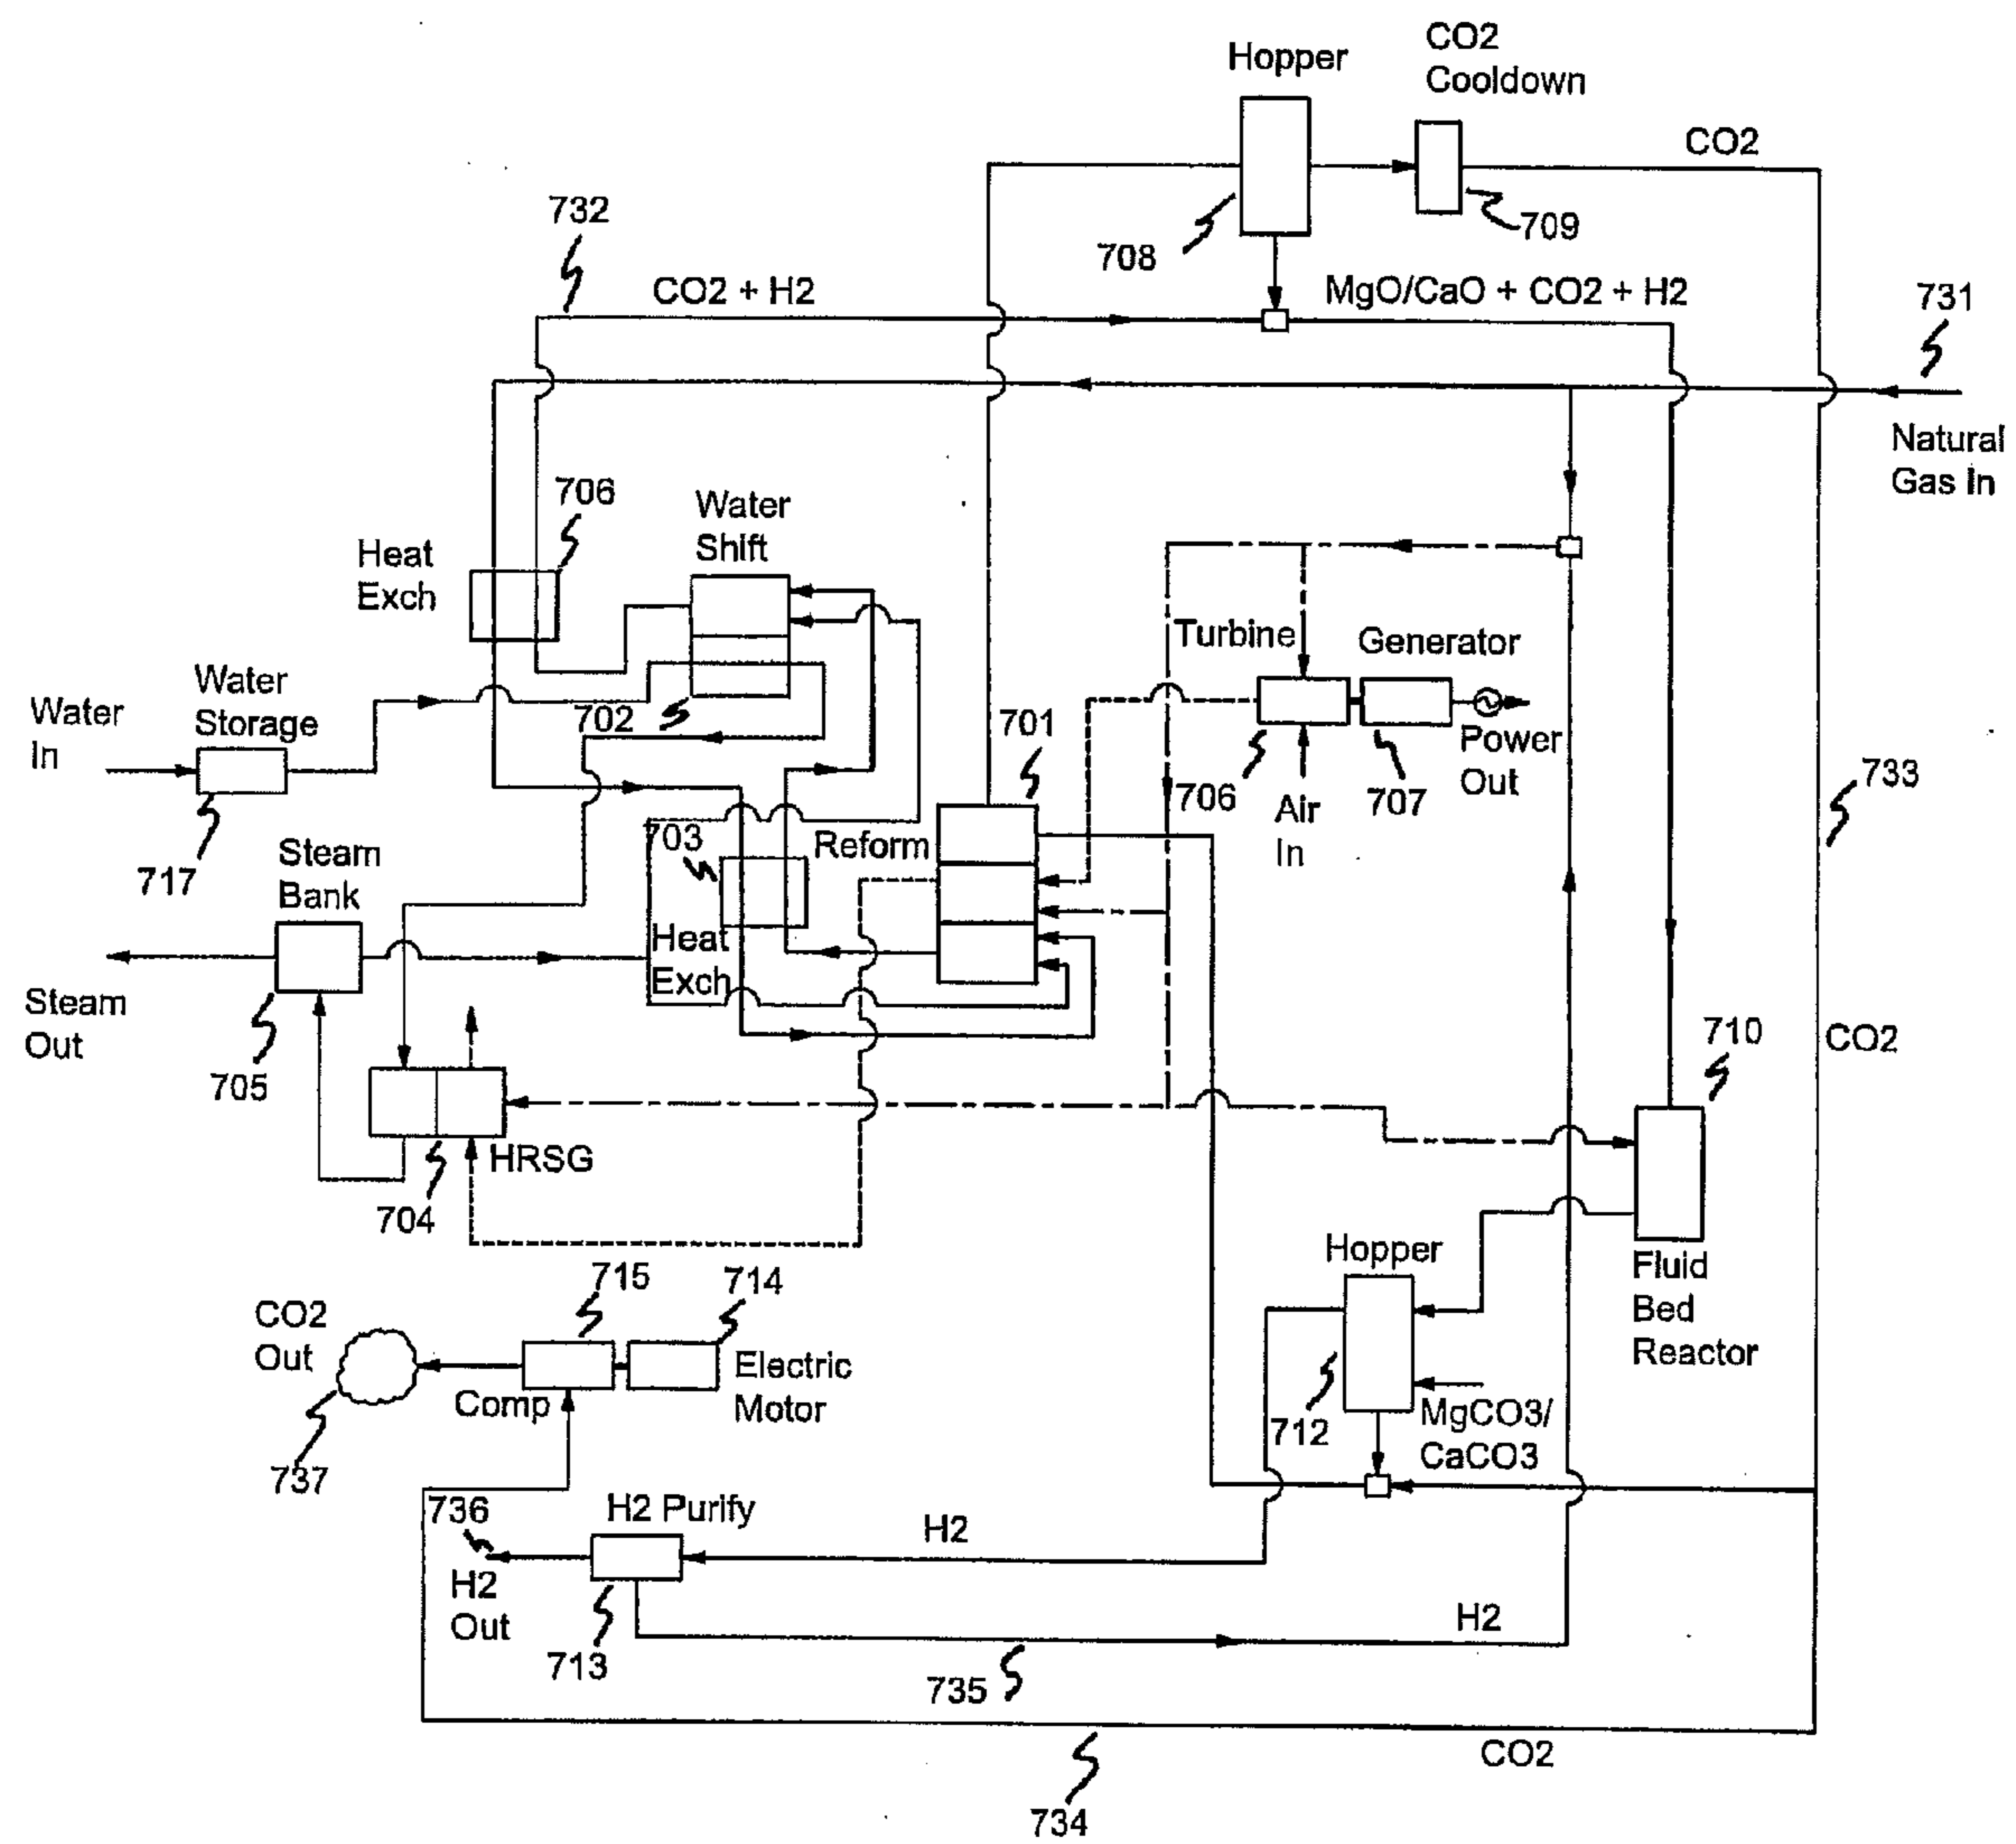 Hopper
CO2
Cooldown
CO2
732
708
709
CO2 + H2
MgO/CaO + CO2 + H2
731
Natural
Gas In
706
Water
Shift
Heat
Exch
Turbine
Generator
Water
Storage
Water
In
702
701
Power
Out
733
706
707
Air
In
703
Reform
717
Steam
Bank
Heat
Exch
Steam
Out
710
CO2
705
HRSG
704
Hopper
Fluid
Bed
Reactor
715
714
CO2
Out
Electric
Motor
Comp
712
MgCO3/
CaCO3
737
736
H2 Purify
H2
H2
Out
H2
713
735
CO2
734